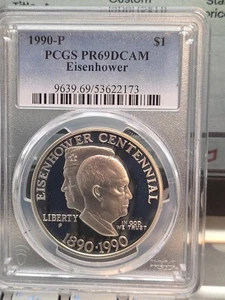 1990-P $1
PCGS PR69DCAM
Eisenhower
9639.69/53622173
EISENHOWER CENTENNIAL
LIBERTY
IN GOD
WE TRUST
P
1890-1990